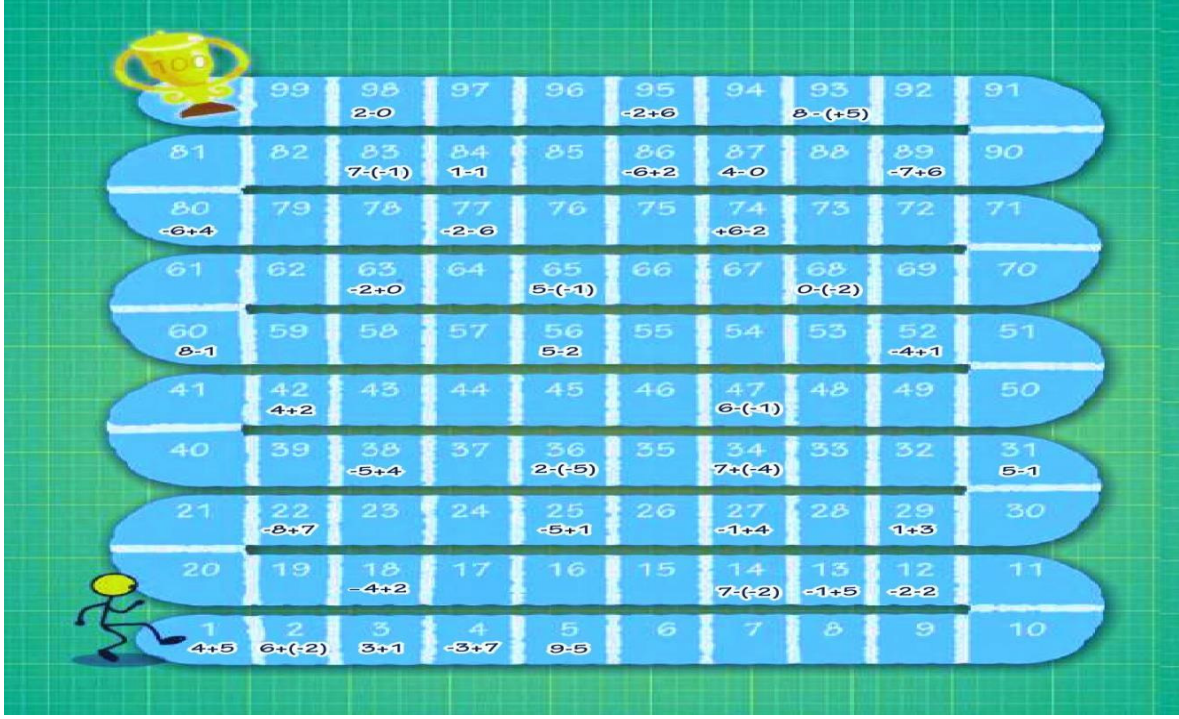 100 99 98 97 96 95 94 93 92 91
2-0 -2+6 8-(+5)
81 82 83 84 85 86 87 88 89 90
7-(-1) 1-1 -6+2 4-0 -7+6
80 79 78 77 76 75 74 73 72 71
-6+4 -2-6 +6-2
61 62 63 64 65 66 67 68 69 70
-2+0 5-(-1) 0-(-2)
60 59 58 57 56 55 54 53 52 51
8-1 5-2 -4+1
41 42 43 44 45 46 47 48 49 50
4+2 6-(-1)
40 39 38 37 36 35 34 33 32 31
-5+4 2-(-5) 7+(-4) 5-1
21 22 23 24 25 26 27 28 29 30
-8+7 -5+1 -1+4 1+3
20 19 18 17 16 15 14 13 12 11
-4+2 7-(-2) -1+5 -2-2
1 2 3 4 5 6 7 8 9 10
4+5 6+(-2) 3+1 -3+7 9-5